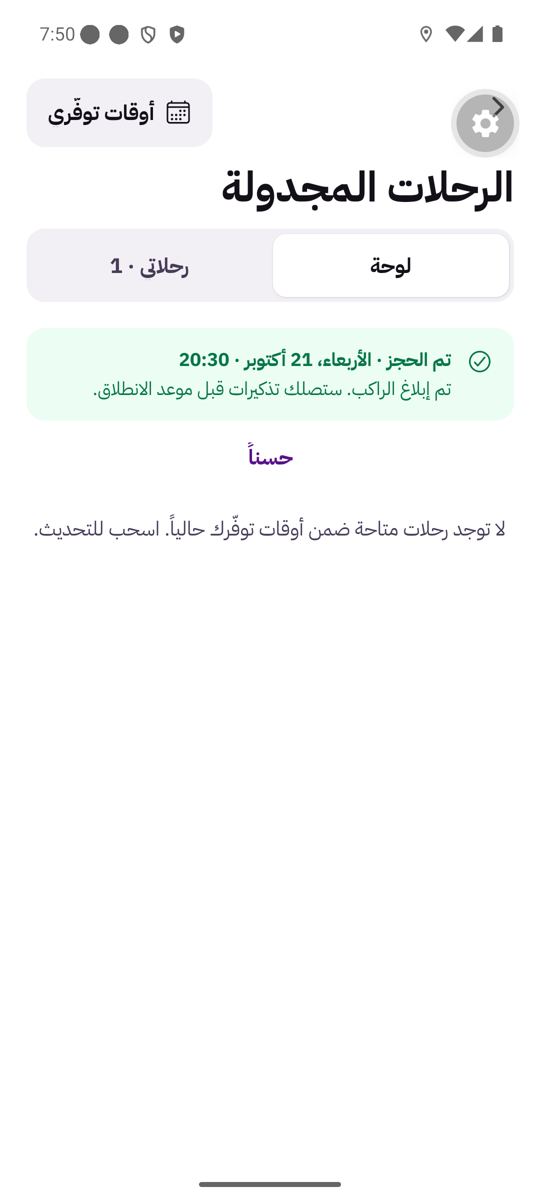 7:50
أوقات توفّري
الرحلات المجدولة
لوحة
رحلاتي · 1
تم الحجز · الأربعاء، 21 أكتوبر · 20:30
تم إبلاغ الراكب. ستصلك تذكيرات قبل موعد الانطلاق.
حسناً
لا توجد رحلات متاحة ضمن أوقات توفّرك حالياً. اسحب للتحديث.